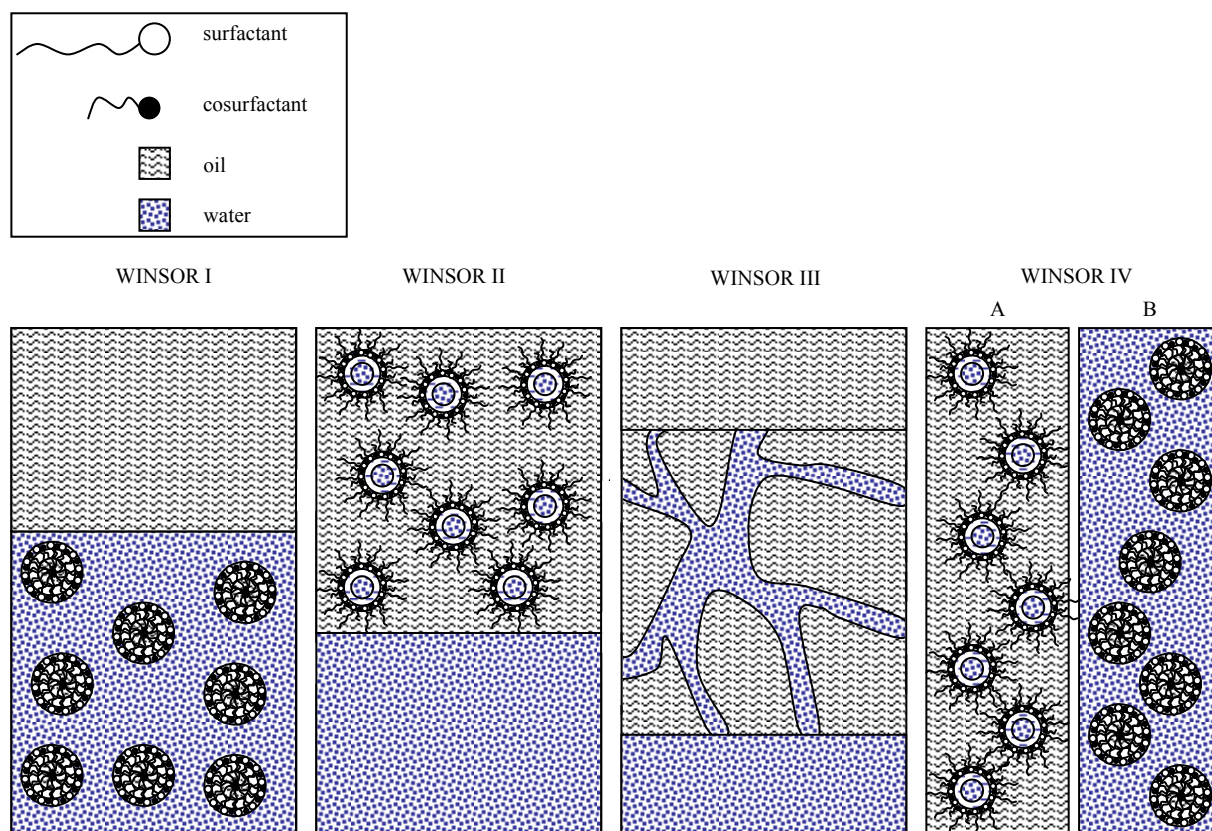 surfactant
cosurfactant
oil
water
WINSOR I
WINSOR II
WINSOR III
WINSOR IV
A
B